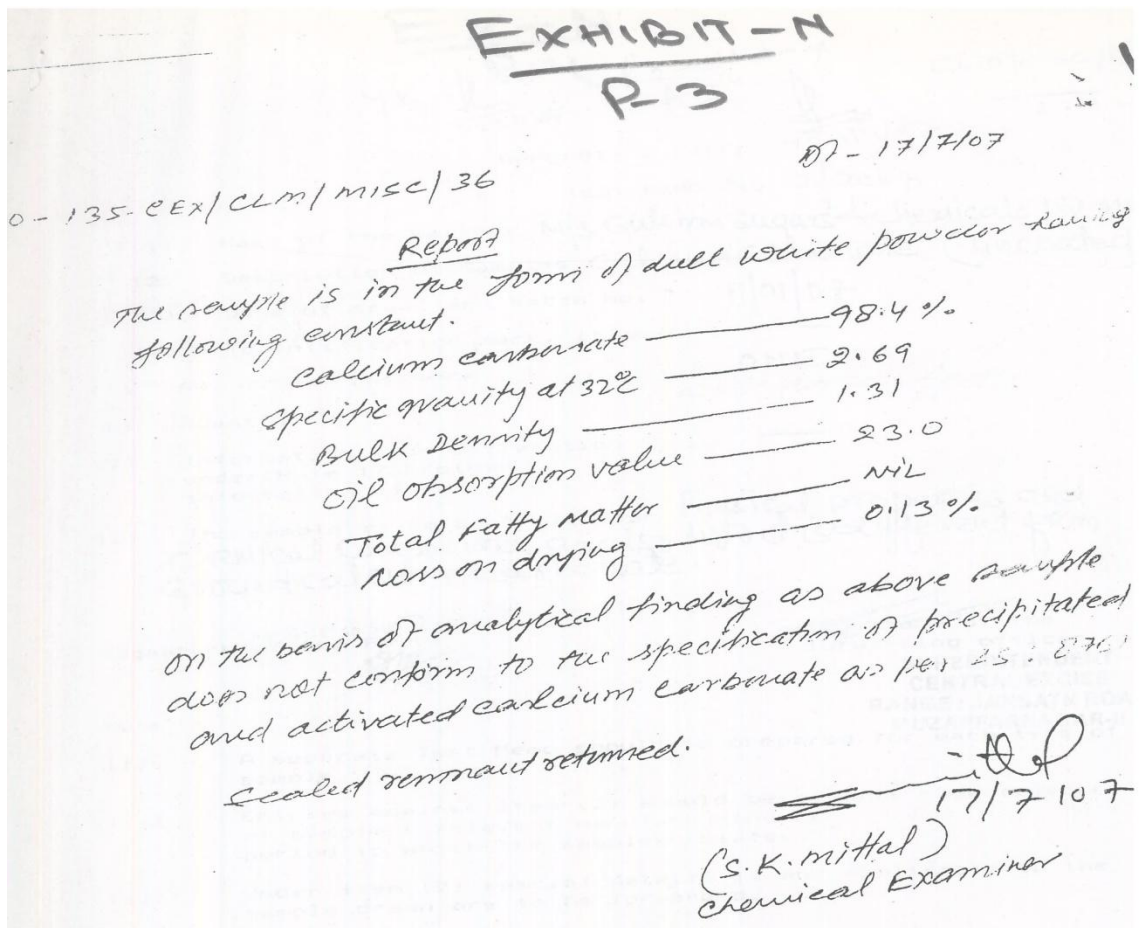 EXHIBIT-N
P-3
Dt - 17/7/07
0-135-CEX/CLM/MISC/36
Report
The sample is in the form of dull white powder having
following constant.
Calcium carbonate — 98.4 %
Specific gravity at 32°C — 2.69
Bulk Density — 1.31
Oil absorption value — 23.0
Total Fatty Matter — NIL
Loss on drying — 0.13 %
On the basis of analytical finding as above sample
does not confirm to the specification of precipitated
and activated calcium carbonate as per
Sealed remnant returned.
17/7/07
(S.K. Mittal)
Chemical Examiner